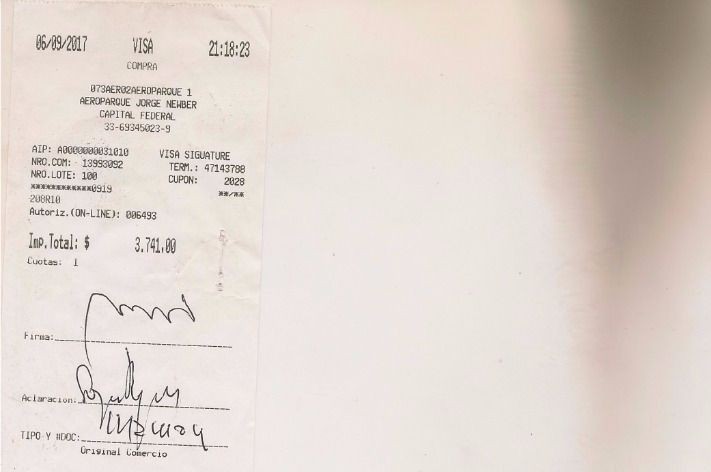 06/09/2017 VISA 21:18:23
COMPRA
073AER02AEROPARQUE 1
AEROPARQUE JORGE NEWBER
CAPITAL FEDERAL
33-69345023-9
AIP: A0000000031010 VISA SIGUATURE
NRO.COM: 13993092 TERM.: 47143788
NRO.LOTE: 100 CUPON: 2028
************0919 **/**
208R10
Autoriz.(ON-LINE): 006493
Imp.Total: $ 3.741,00
Cuotas: 1
Firma:
Aclaracion:
TIPO Y #DOC:
Original Comercio